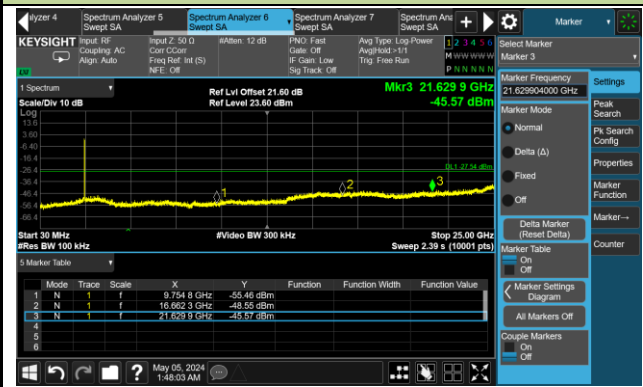 lyzer 4
Spectrum Analyzer 5
Swept SA
Spectrum Analyzer 6
Swept SA
Spectrum Analyzer 7
Swept SA
Spectrum Ana
Swept SA
Marker
KEYSIGHT
Input: RF
Coupling: AC
Align: Auto
Input Z: 50 Ω
Corr CCorr
Freq Ref: Int (S)
NFE: Off
#Atten: 12 dB
PNO: Fast
Gate: Off
IF Gain: Low
Sig Track: Off
Avg Type: Log-Power
Avg|Hold:>1/1
Trig: Free Run
1 2 3 4 5 6
M W W W W W
P N N N N N
Select Marker
Marker 3
1 Spectrum
Scale/Div 10 dB
Log
Ref Lvl Offset 21.60 dB
Ref Level 23.60 dBm
Mkr3 21.629 9 GHz
-45.57 dBm
13.6
3.60
-6.40
-16.4
-26.4
-36.4
-46.4
-56.4
-66.4
DL1 -27.54 dBm
1
2
3
Start 30 MHz
#Res BW 100 kHz
#Video BW 300 kHz
Stop 25.00 GHz
Sweep 2.39 s (10001 pts)
5 Marker Table
Mode Trace Scale X Y Function Function Width Function Value
1 N 1 f 9.754 8 GHz -55.46 dBm
2 N 1 f 16.662 3 GHz -48.55 dBm
3 N 1 f 21.629 9 GHz -45.57 dBm
4
5
6
Marker Frequency
21.629904000 GHz
Marker Mode
Normal
Delta (Δ)
Fixed
Off
Delta Marker
(Reset Delta)
Marker Table
On
Off
Marker Settings
Diagram
All Markers Off
Couple Markers
On
Off
Settings
Peak
Search
Pk Search
Config
Properties
Marker
Function
Marker→
Counter
?
May 05, 2024
1:48:03 AM